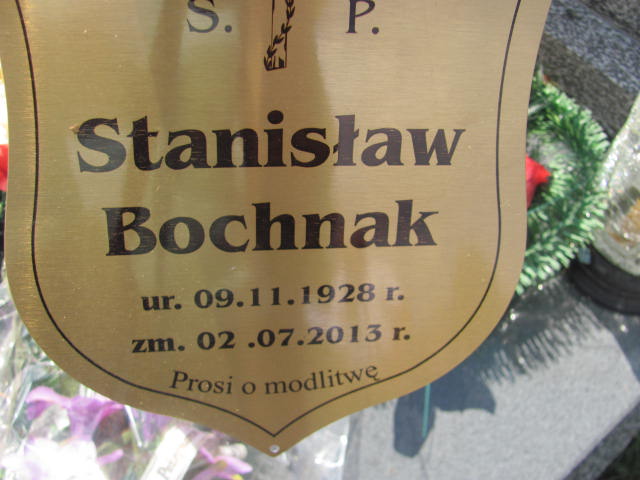 Ś. P.
Stanisław
Bochnak
ur. 09.11.1928 r.
zm. 02 .07.2013 r.
Prosi o modlitwę